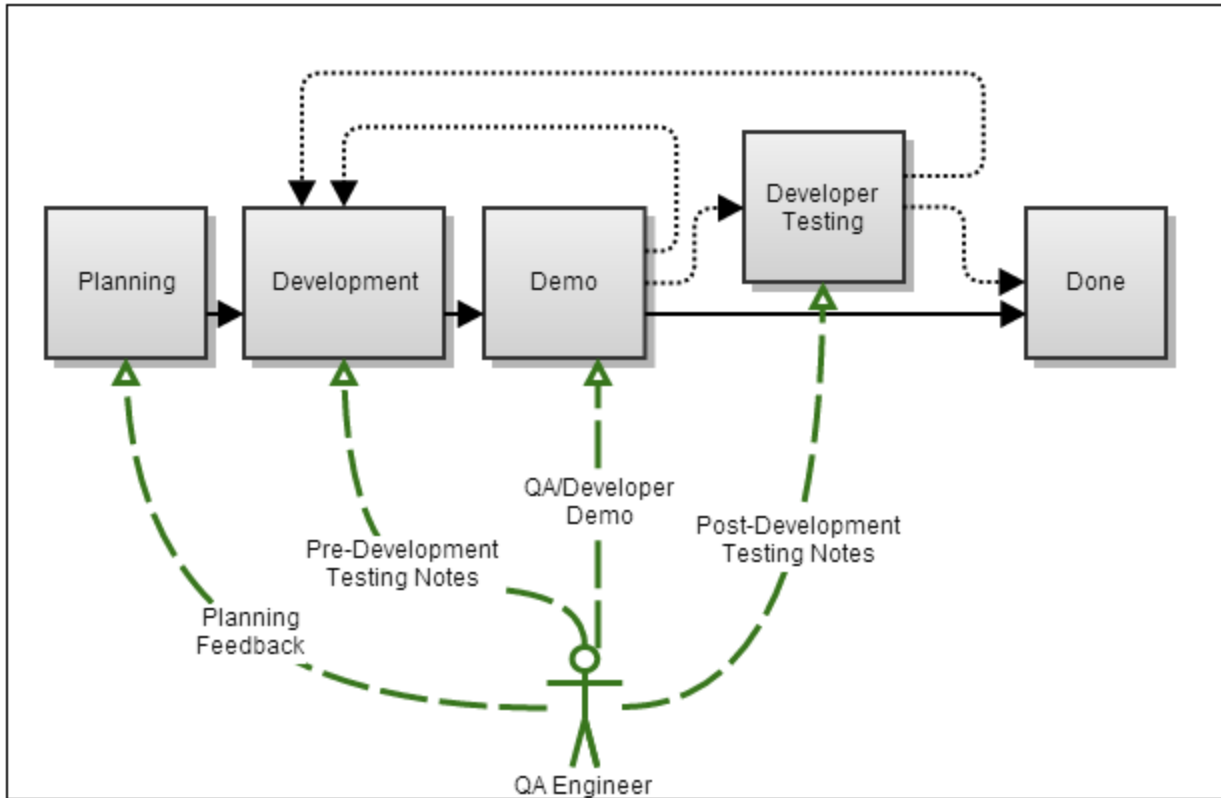 Developer
Testing
Planning
Development
Demo
Done
QA/Developer
Demo
Post-Development
Testing Notes
Pre-Development
Testing Notes
Planning
Feedback
QA Engineer